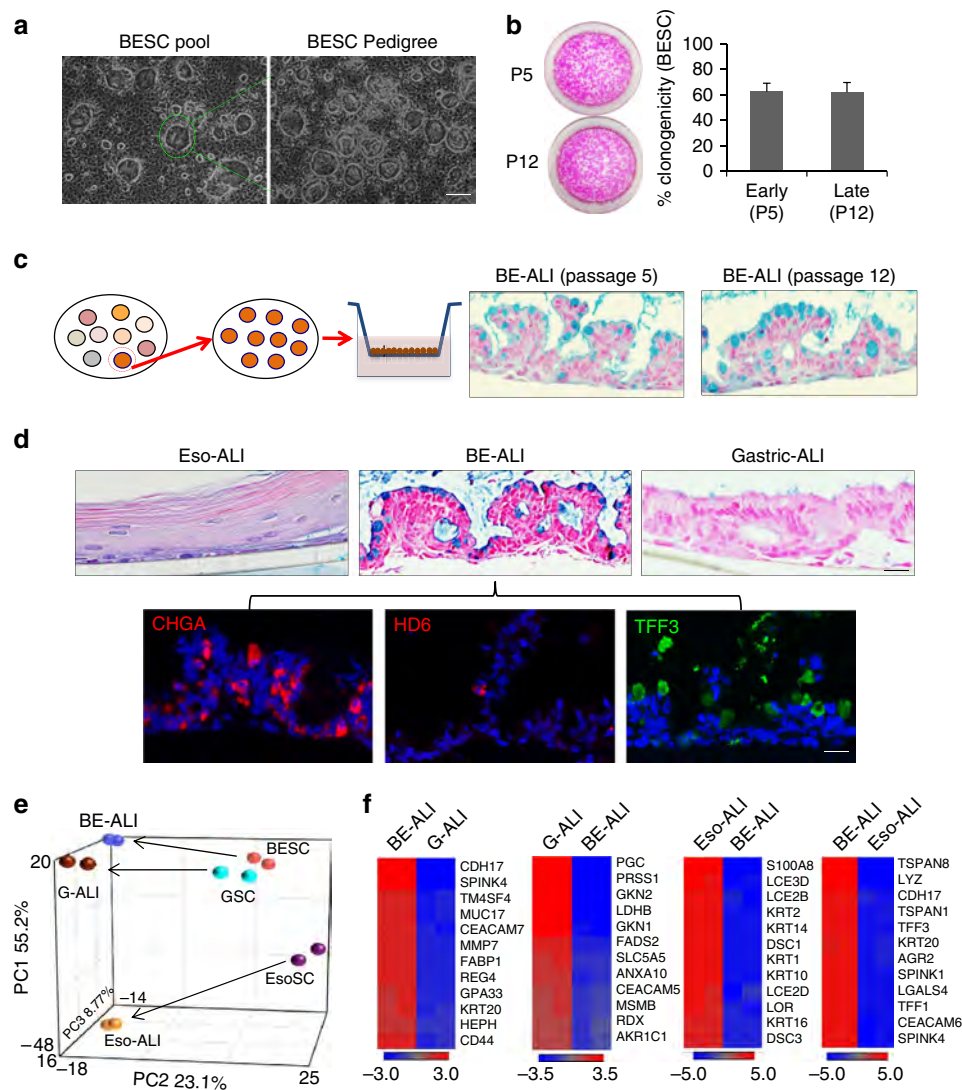 a
BESC pool
BESC Pedigree
b
P5
P12
% clonogenicity (BESC)
100
80
60
40
20
0
Early
(P5)
Late
(P12)
c
BE-ALI (passage 5)
BE-ALI (passage 12)
d
Eso-ALI
BE-ALI
Gastric-ALI
CHGA
HD6
TFF3
e
BE-ALI
BESC
20
G-ALI
GSC
EsoSC
PC1 55.2%
PC3 8.77%
–14
Eso-ALI
–48
16
–18
PC2 23.1%
25
f
BE-ALI
G-ALI
CDH17
SPINK4
TM4SF4
MUC17
CEACAM7
MMP7
FABP1
REG4
GPA33
KRT20
HEPH
CD44
–3.0
3.0
G-ALI
BE-ALI
PGC
PRSS1
GKN2
LDHB
GKN1
FADS2
SLC5A5
ANXA10
CEACAM5
MSMB
RDX
AKR1C1
–3.5
3.5
Eso-ALI
BE-ALI
S100A8
LCE3D
LCE2B
KRT2
KRT14
DSC1
KRT1
KRT10
LCE2D
LOR
KRT16
DSC3
–5.0
5.0
BE-ALI
Eso-ALI
TSPAN8
LYZ
CDH17
TSPAN1
TFF3
KRT20
AGR2
SPINK1
LGALS4
TFF1
CEACAM6
SPINK4
–5.0
5.0